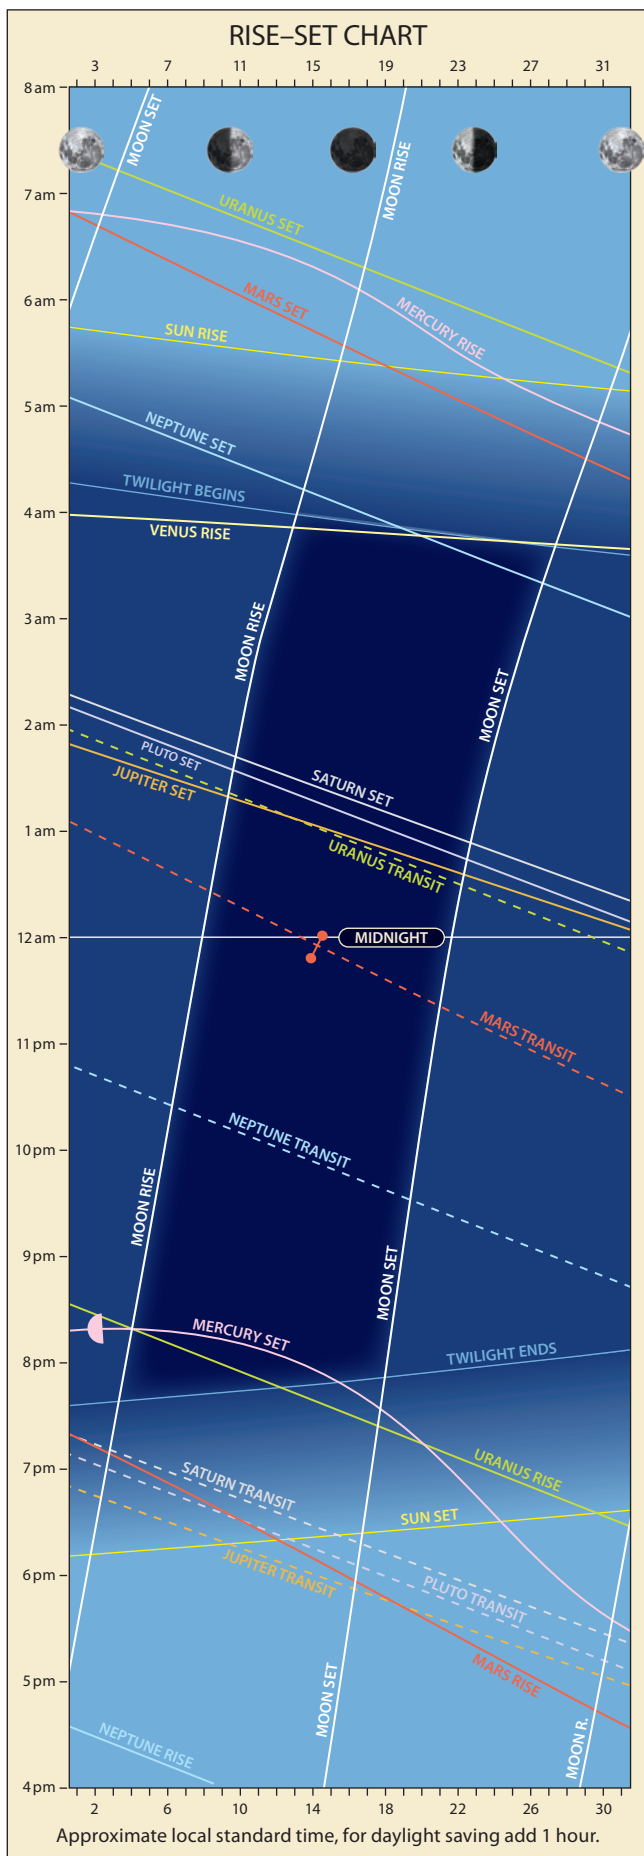 RISE–SET CHART
3 7 11 15 19 23 27 31
8 am
MOON SET
MOON RISE
7 am
URANUS SET
MARS SET
6 am
MERCURY RISE
SUN RISE
5 am
NEPTUNE SET
TWILIGHT BEGINS
4 am
VENUS RISE
3 am
MOON RISE
MOON SET
2 am
PLUTO SET
JUPITER SET
SATURN SET
URANUS TRANSIT
1 am
12 am
MIDNIGHT
11 pm
MARS TRANSIT
NEPTUNE TRANSIT
10 pm
MOON RISE
9 pm
MOON SET
MERCURY SET
8 pm
TWILIGHT ENDS
7 pm
SATURN TRANSIT
URANUS RISE
SUN SET
6 pm
JUPITER TRANSIT
PLUTO TRANSIT
MARS RISE
5 pm
MOON SET
MOON R.
NEPTUNE RISE
4 pm
2 6 10 14 18 22 26 30
Approximate local standard time, for daylight saving add 1 hour.